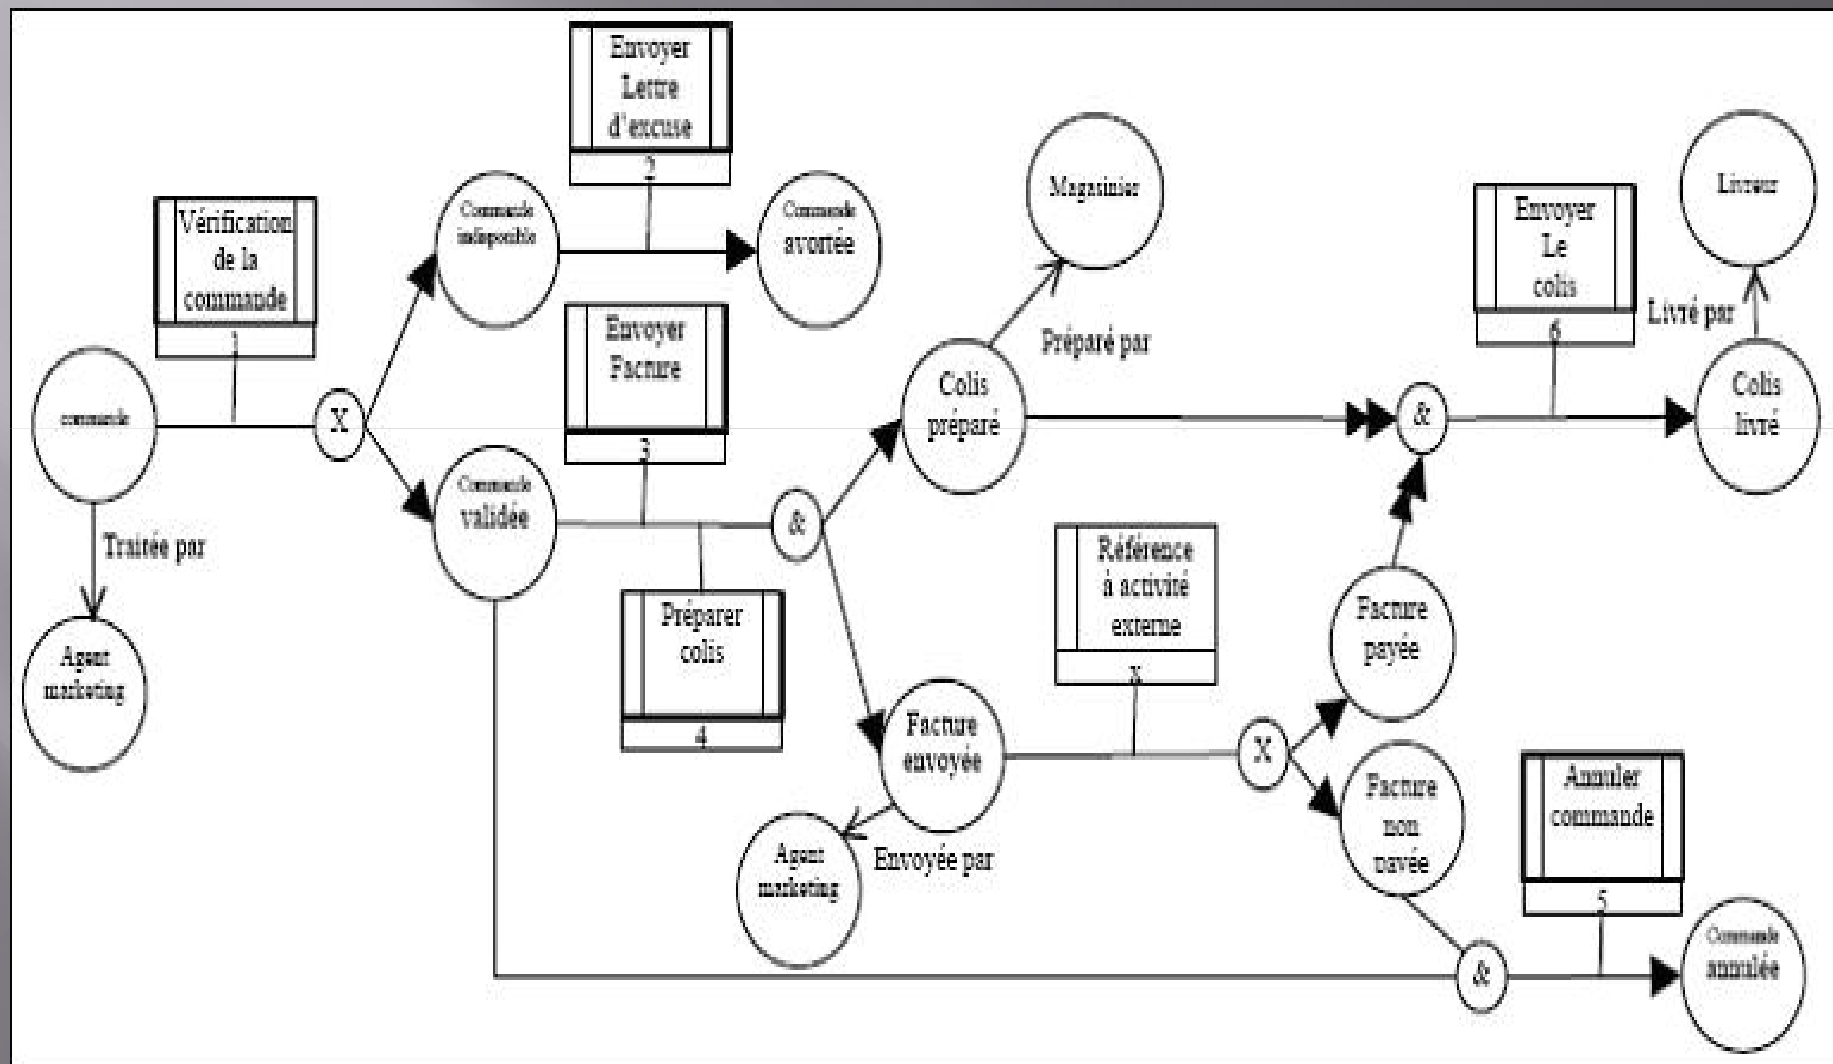 Envoyer
Lettre
d'excuse
2
Vérification
de la
commande
1
Commande
indisponible
Commande
avortée
Magasinier
Livreur
Envoyer
Le
colis
6
Livré par
Envoyer
Facture
3
Préparé par
commande
X
Colis
préparé
&
Colis
livré
Commande
validée
&
Traitée par
Référence
à activité
externe
x
Préparer
colis
4
Facture
payée
Agent
marketing
Facture
envoyée
X
Facture
non
payée
Annuler
commande
5
Agent
marketing
Envoyée par
&
Commande
annulée